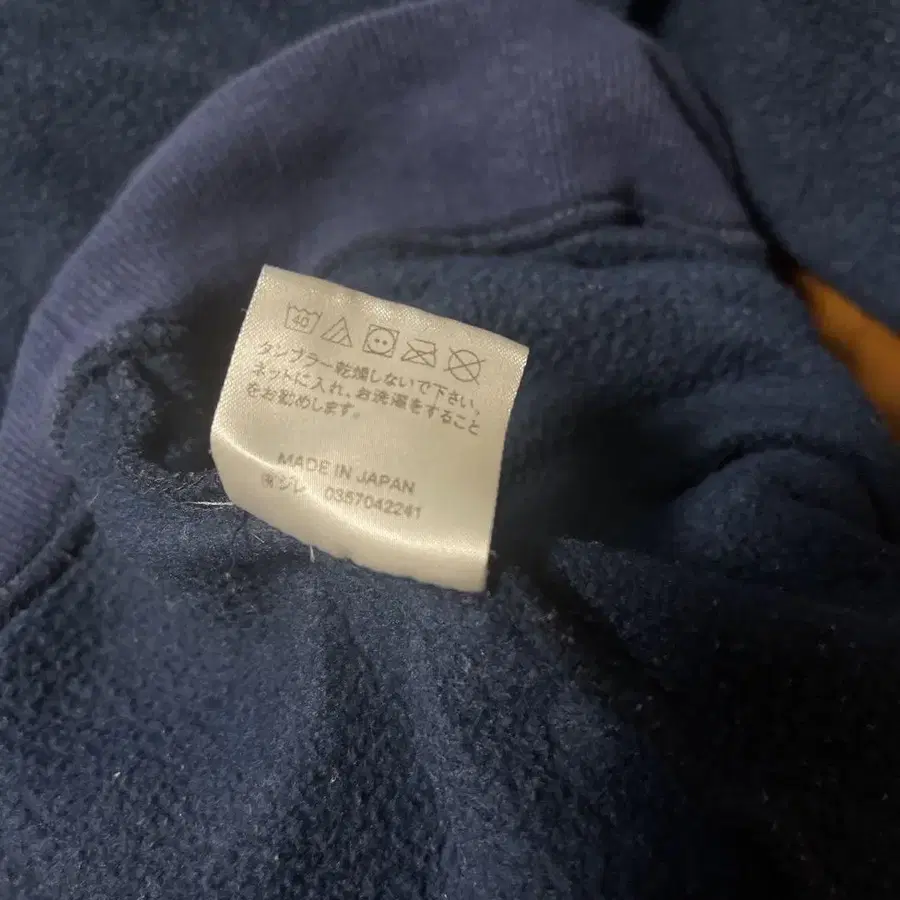 40
タンブラー乾燥しないで下さい、
ネットに入れ、お洗濯をすること
をお勧めします。
MADE IN JAPAN
㈱ジレ 0357042241